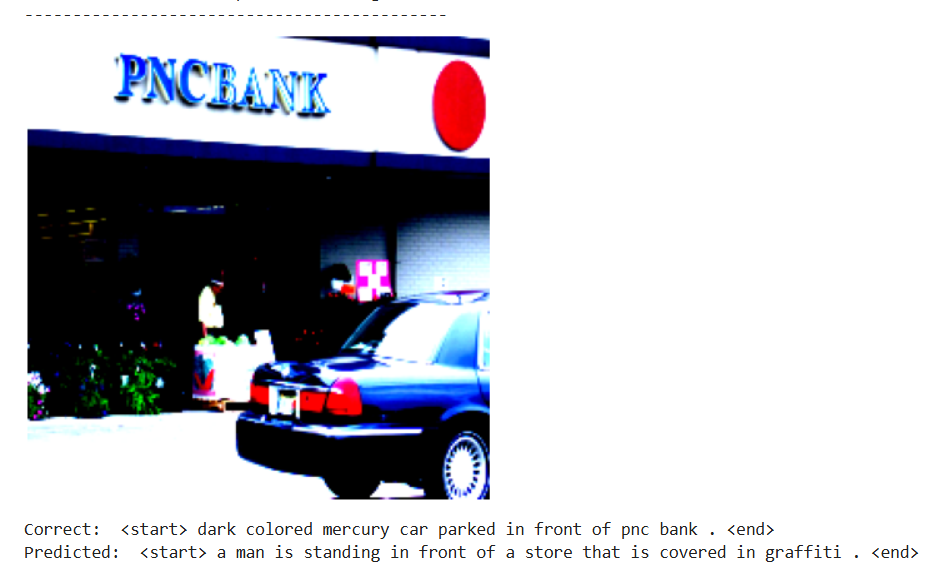 ------------------------------------------
PNCBANK
Correct:  <start> dark colored mercury car parked in front of pnc bank . <end>
Predicted:  <start> a man is standing in front of a store that is covered in graffiti . <end>